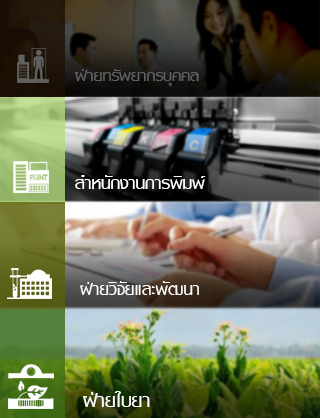 ฝ่ายทรัพยากรบุคคล
PRINT
C
สำหนักงานการพิมพ์
ฝ่ายวิจัยและพัฒนา
ฝ่ายใบยา